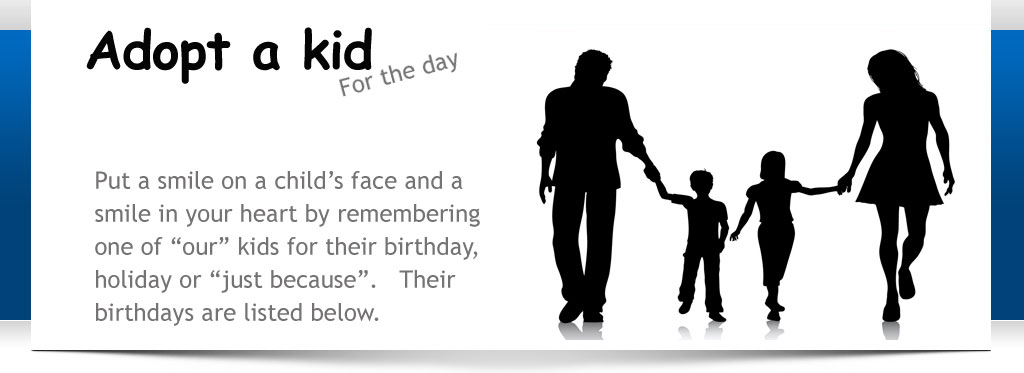 Adopt a kid
For the day
Put a smile on a child’s face and a
smile in your heart by remembering
one of “our” kids for their birthday,
holiday or “just because”.   Their
birthdays are listed below.